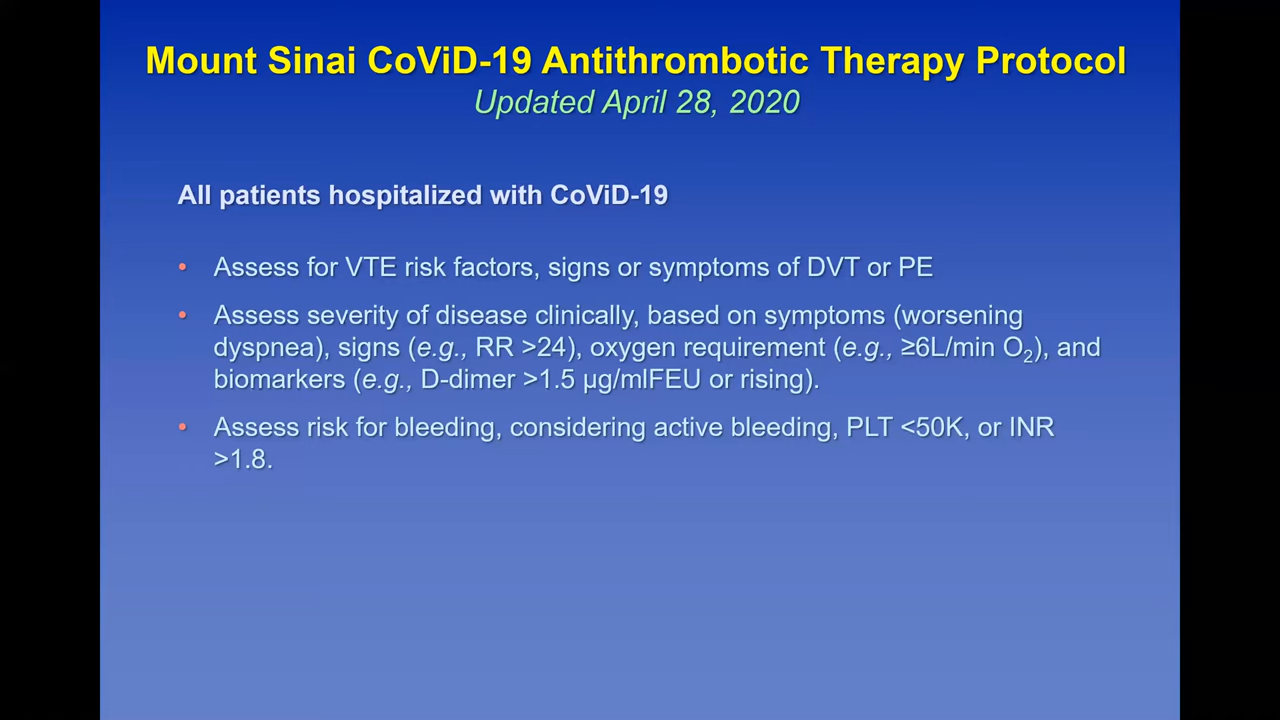 Mount Sinai CoViD-19 Antithrombotic Therapy Protocol
Updated April 28, 2020
All patients hospitalized with CoViD-19
• Assess for VTE risk factors, signs or symptoms of DVT or PE
• Assess severity of disease clinically, based on symptoms (worsening
dyspnea), signs (e.g., RR >24), oxygen requirement (e.g., ≥6L/min O₂), and
biomarkers (e.g., D-dimer >1.5 µg/mlFEU or rising).
• Assess risk for bleeding, considering active bleeding, PLT <50K, or INR
>1.8.